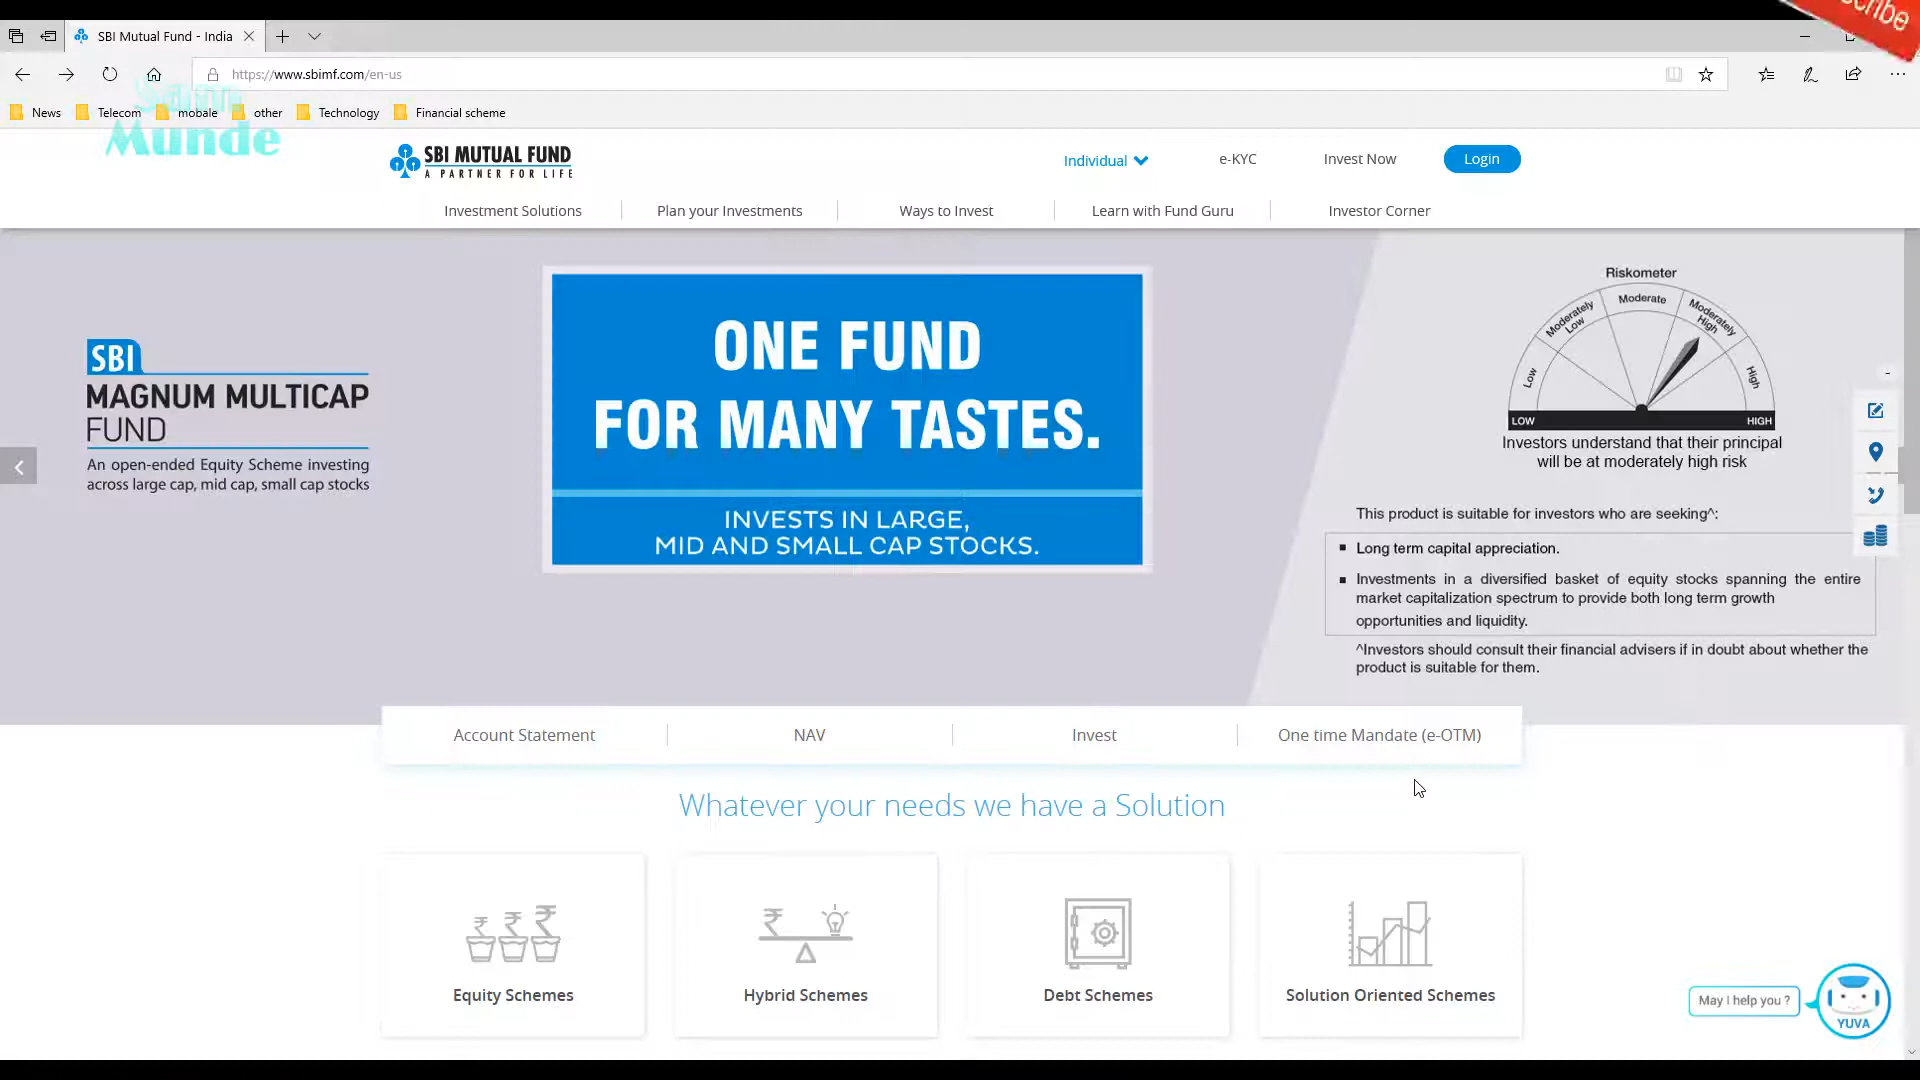 SBI Mutual Fund - India
https://www.sbimf.com/en-us
News
Telecom
mobale
other
Technology
Financial scheme
Munde
SBI MUTUAL FUND
A PARTNER FOR LIFE
Individual
e-KYC
Invest Now
Login
Investment Solutions
Plan your Investments
Ways to Invest
Learn with Fund Guru
Investor Corner
SBI
MAGNUM MULTICAP
FUND
An open-ended Equity Scheme investing
across large cap, mid cap, small cap stocks
ONE FUND
FOR MANY TASTES.
INVESTS IN LARGE,
MID AND SMALL CAP STOCKS.
Riskometer
Low
Moderately
Low
Moderate
Moderately
High
High
LOW
HIGH
Investors understand that their principal
will be at moderately high risk
This product is suitable for investors who are seeking^:
Long term capital appreciation.
Investments in a diversified basket of equity stocks spanning the entire
market capitalization spectrum to provide both long term growth
opportunities and liquidity.
^Investors should consult their financial advisers if in doubt about whether the
product is suitable for them.
Account Statement
NAV
Invest
One time Mandate (e-OTM)
Whatever your needs we have a Solution
Equity Schemes
Hybrid Schemes
Debt Schemes
Solution Oriented Schemes
May I help you ?
YUVA